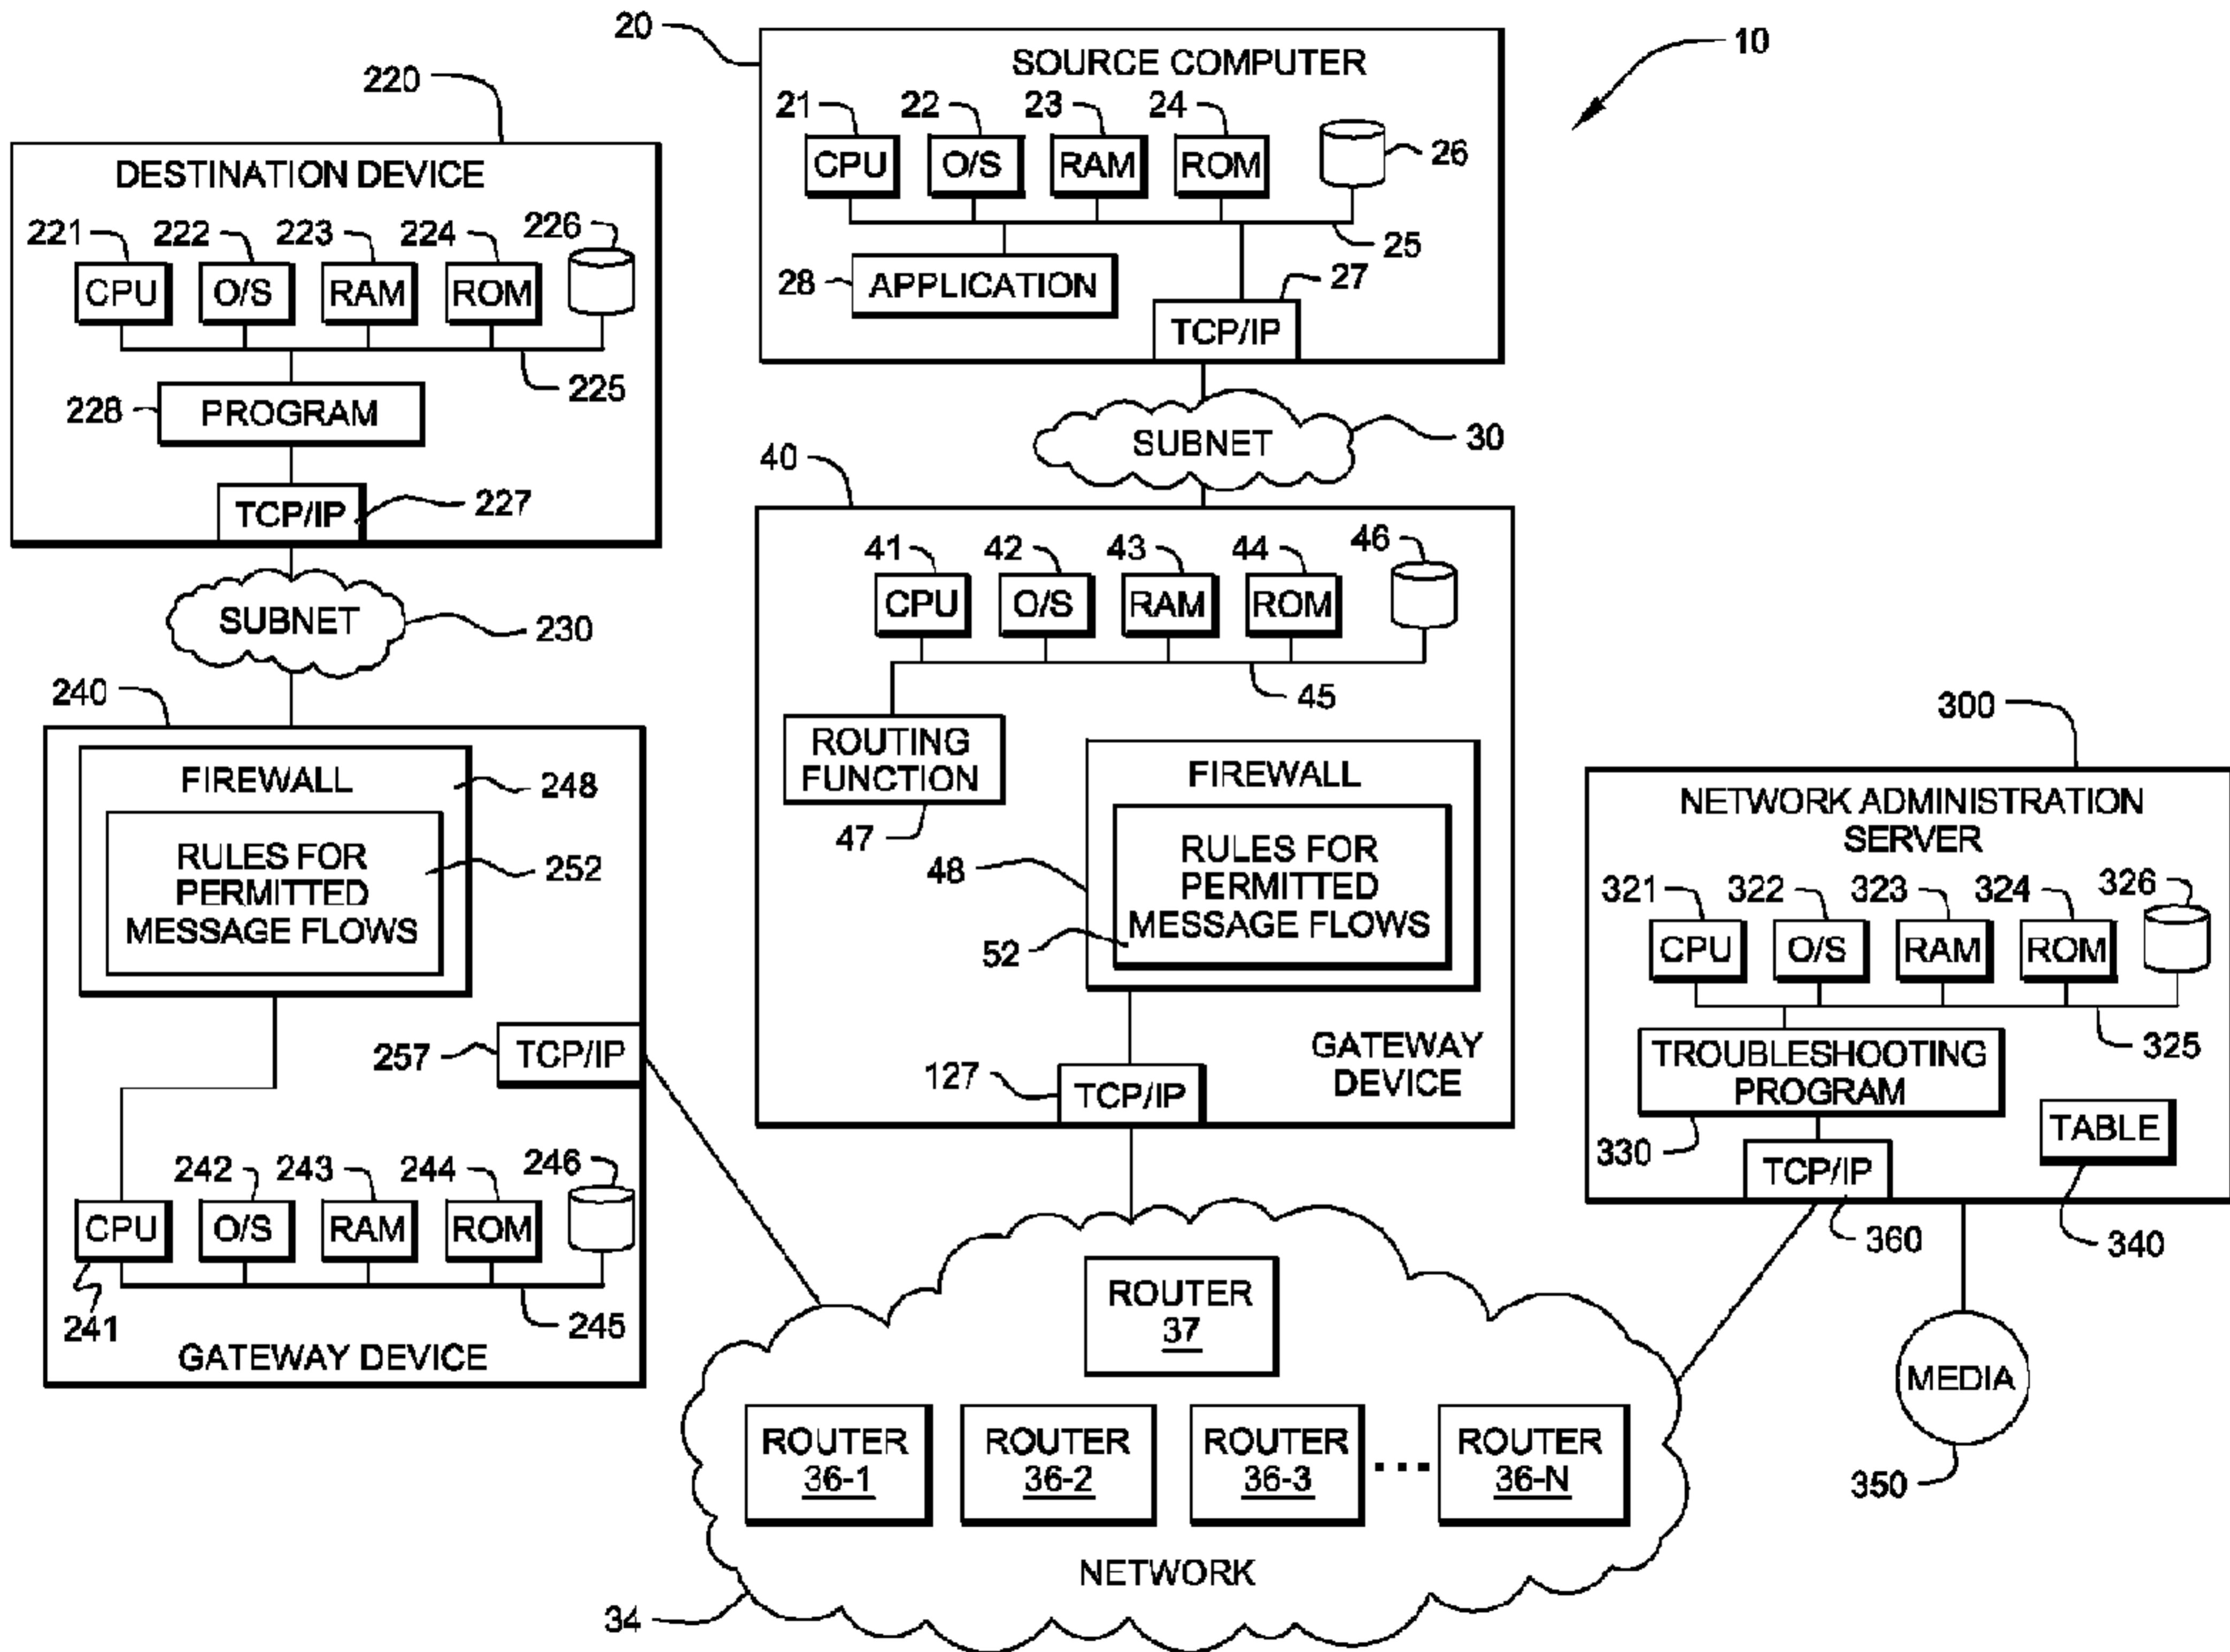 10
20
SOURCE COMPUTER
21 22 23 24
CPU O/S RAM ROM 26
25
28 APPLICATION
27
TCP/IP
SUBNET 30
220
DESTINATION DEVICE
221 222 223 224 226
CPU O/S RAM ROM
225
228 PROGRAM
TCP/IP 227
SUBNET 230
240
FIREWALL 248
RULES FOR
PERMITTED
MESSAGE FLOWS
252
257 TCP/IP
242 243 244 246
CPU O/S RAM ROM
241 245
GATEWAY DEVICE
40
41 42 43 44 46
CPU O/S RAM ROM
45
ROUTING
FUNCTION
47
FIREWALL
48
RULES FOR
PERMITTED
MESSAGE FLOWS
52
GATEWAY
DEVICE
127 TCP/IP
300
NETWORK ADMINISTRATION
SERVER
321 322 323 324 326
CPU O/S RAM ROM
325
TROUBLESHOOTING
PROGRAM
330
TABLE
340
TCP/IP
360
MEDIA
350
ROUTER
37
ROUTER
36-1
ROUTER
36-2
ROUTER
36-3
•••
ROUTER
36-N
NETWORK
34